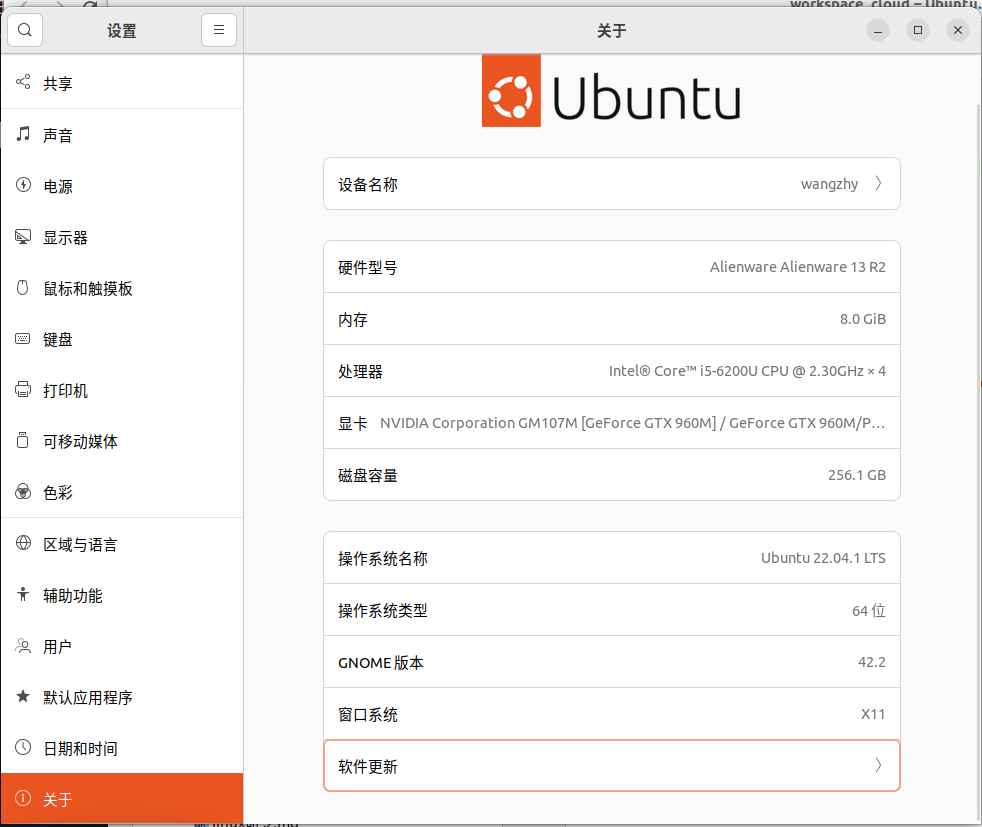 workspace_cloud – Ubuntu.
设置
关于
共享
声音
电源
显示器
鼠标和触摸板
键盘
打印机
可移动媒体
色彩
区域与语言
辅助功能
用户
默认应用程序
日期和时间
关于
Ubuntu
设备名称 wangzhy
硬件型号 Alienware Alienware 13 R2
内存 8.0 GiB
处理器 Intel® Core™ i5-6200U CPU @ 2.30GHz × 4
显卡 NVIDIA Corporation GM107M [GeForce GTX 960M] / GeForce GTX 960M/P…
磁盘容量 256.1 GB
操作系统名称 Ubuntu 22.04.1 LTS
操作系统类型 64 位
GNOME 版本 42.2
窗口系统 X11
软件更新